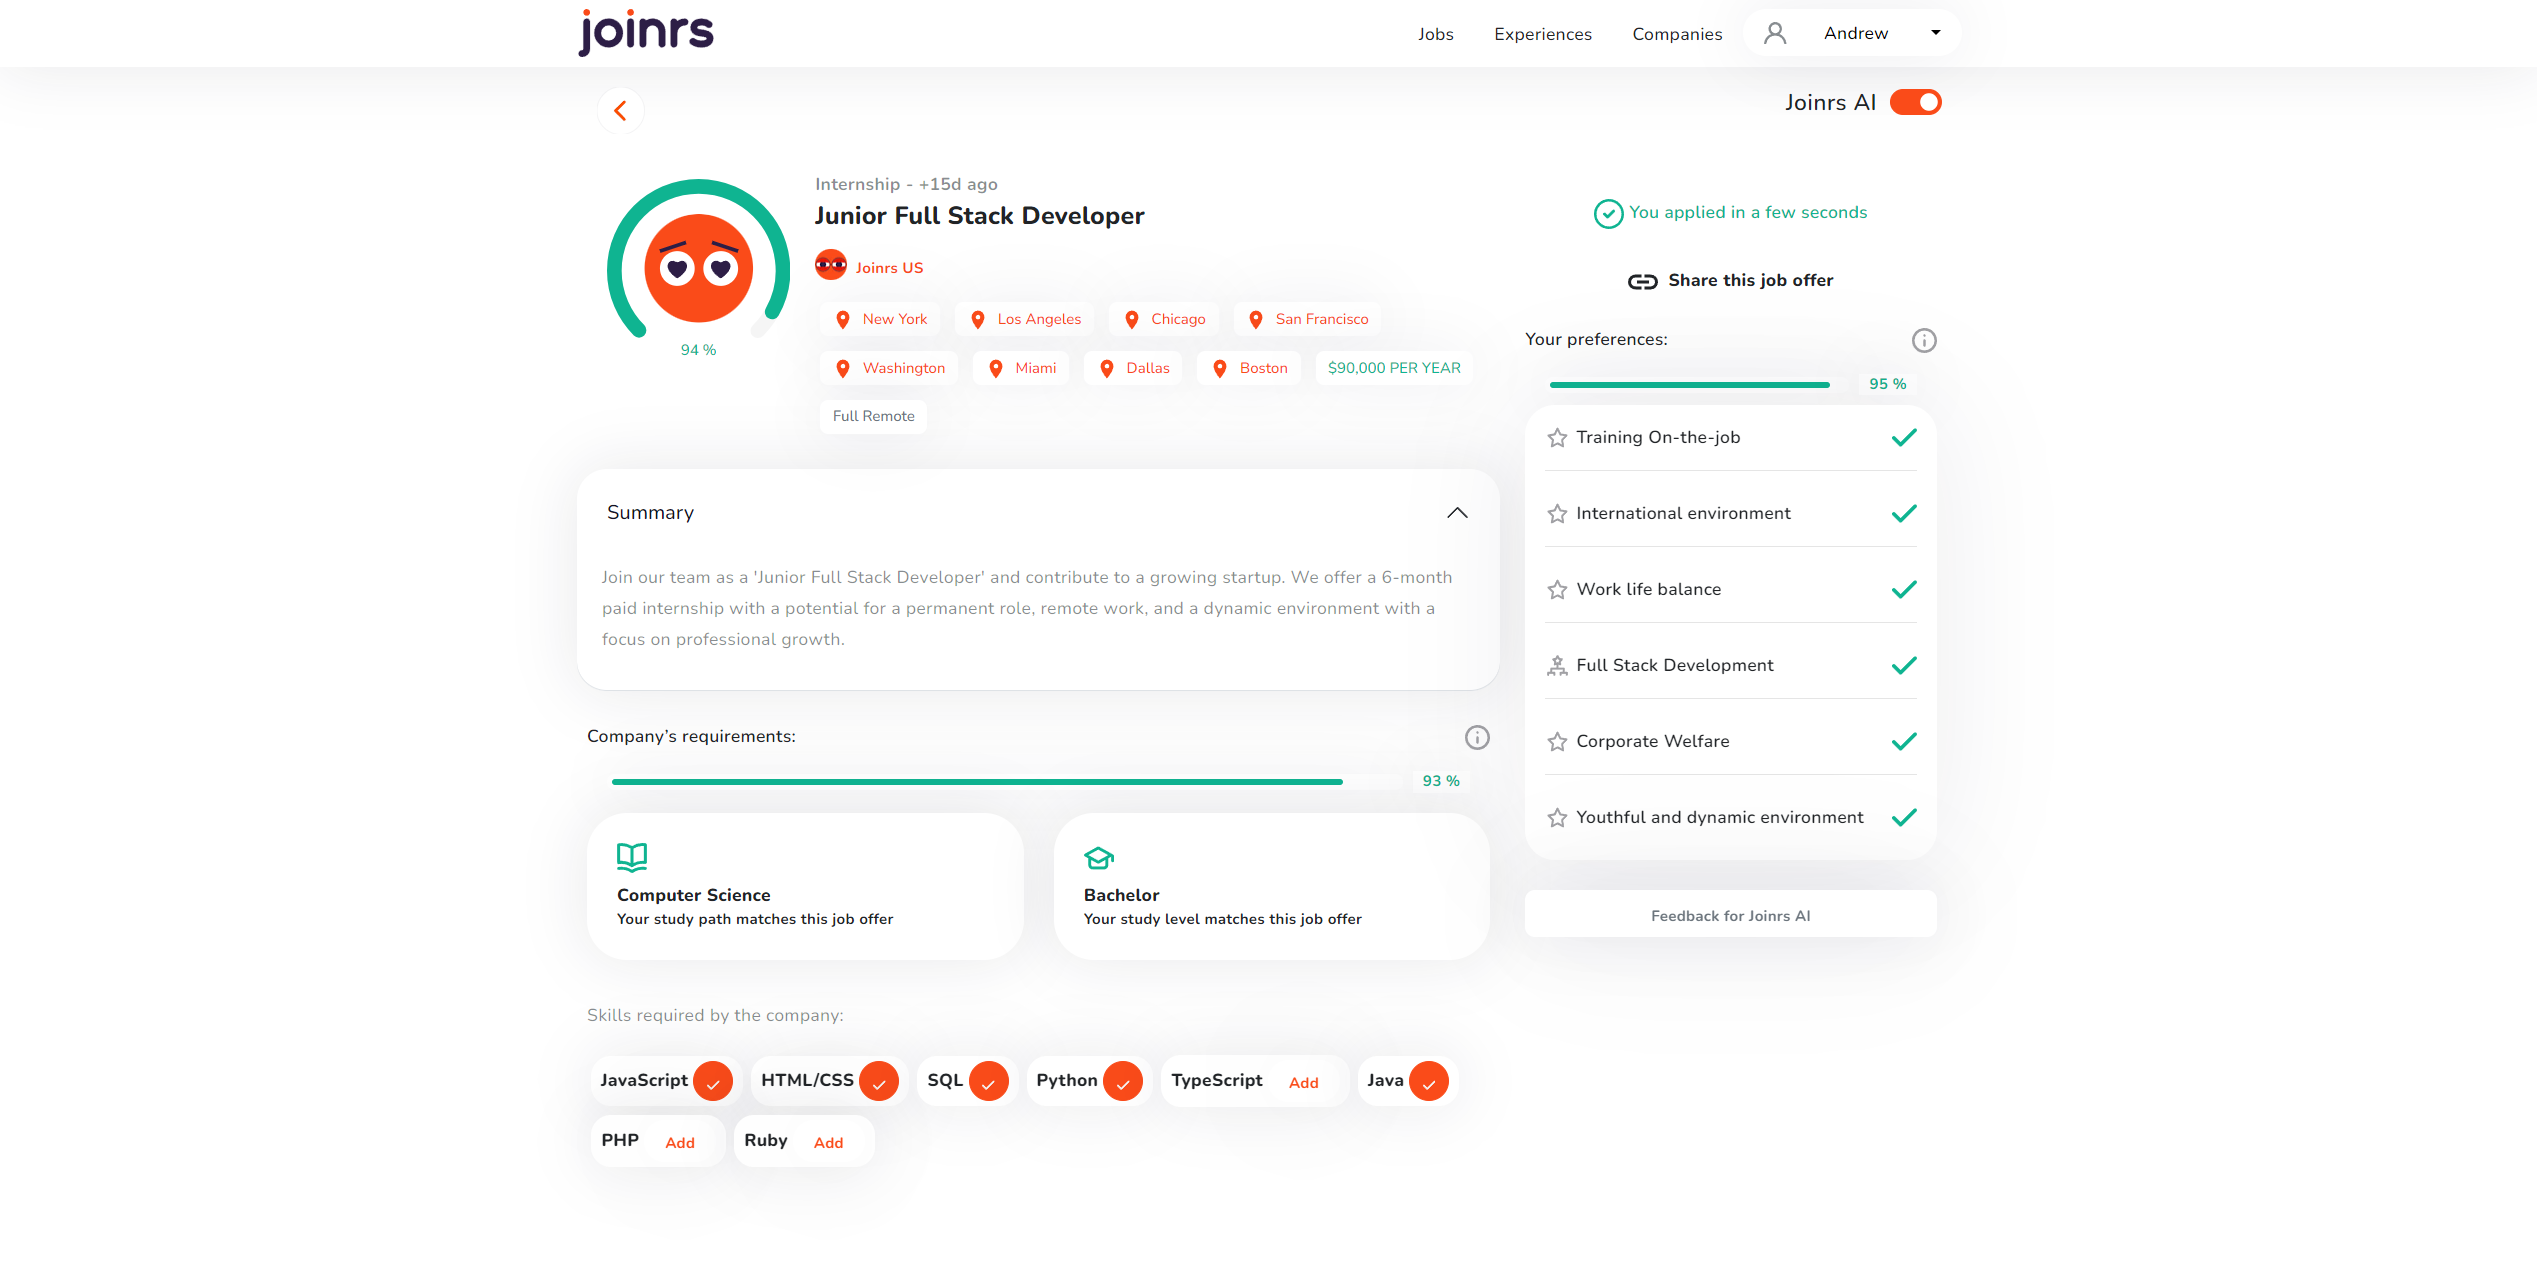 joinrs
Jobs Experiences Companies Andrew
Joinrs AI
Internship - +15d ago
Junior Full Stack Developer
Joinrs US
New York Los Angeles Chicago San Francisco
Washington Miami Dallas Boston $90,000 PER YEAR
Full Remote
94 %
You applied in a few seconds
Share this job offer
Your preferences:
95 %
Training On-the-job
International environment
Work life balance
Full Stack Development
Corporate Welfare
Youthful and dynamic environment
Feedback for Joinrs AI
Summary
Join our team as a 'Junior Full Stack Developer' and contribute to a growing startup. We offer a 6-month
paid internship with a potential for a permanent role, remote work, and a dynamic environment with a
focus on professional growth.
Company’s requirements:
93 %
Computer Science
Your study path matches this job offer
Bachelor
Your study level matches this job offer
Skills required by the company:
JavaScript HTML/CSS SQL Python TypeScript Add Java
PHP Add Ruby Add